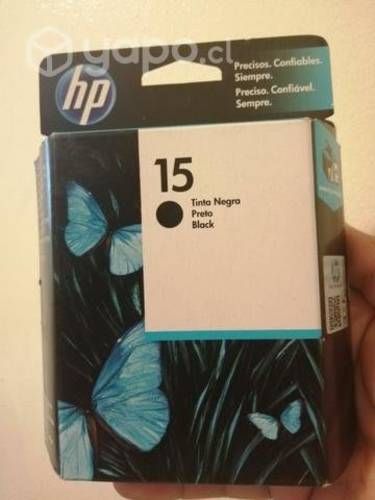 yapo.cl
hp
Precisos. Confiables.
Siempre.
Preciso. Confiável.
Sempre.
15
Tinta Negra
Preto
Black